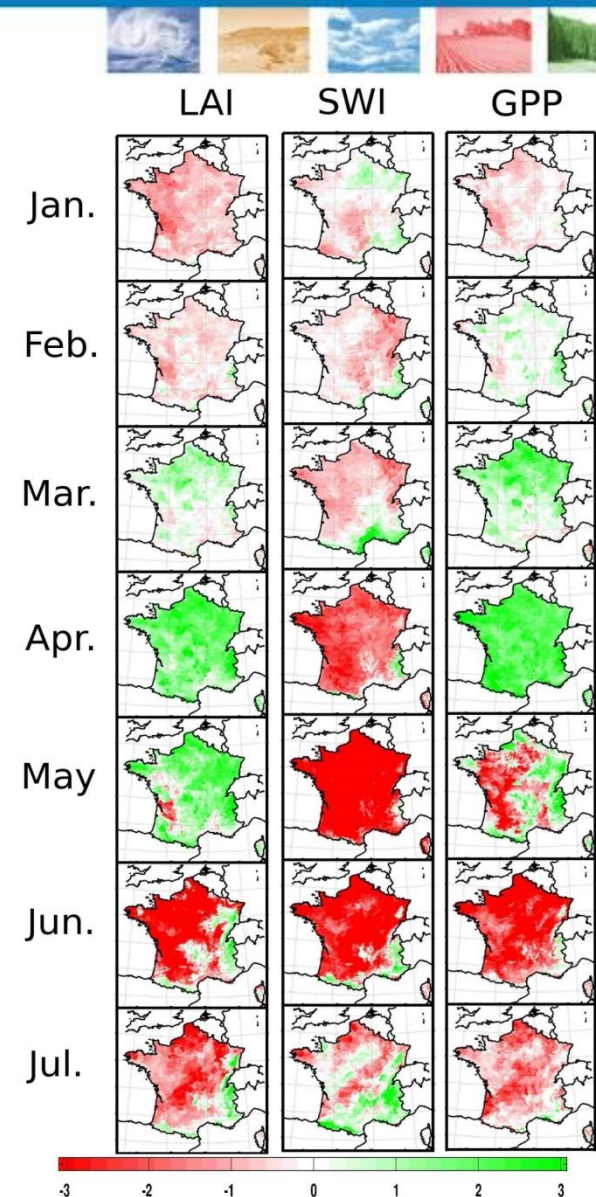 LAI SWI GPP
Jan.
Feb.
Mar.
Apr.
May
Jun.
Jul.
-3 -2 -1 0 1 2 3